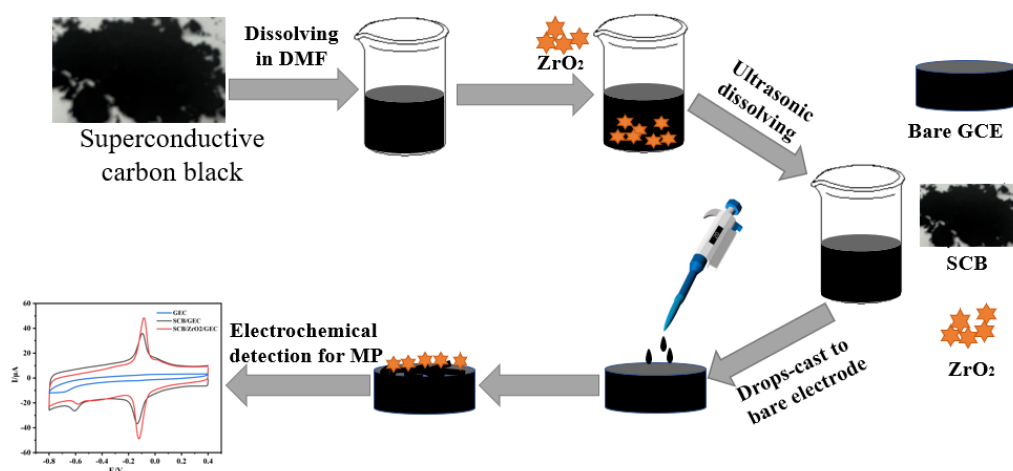 Dissolving
in DMF
ZrO2
Ultrasonic
dissolving
Bare GCE
Superconductive
carbon black
SCB
ZrO2
Drops-cast to
bare electrode
Electrochemical
detection for MP
GEC
SCB/GEC
SCB/ZrO2/GEC
I/μA
60
40
20
0
-20
-40
-60
-0.8 -0.6 -0.4 -0.2 0.0 0.2 0.4
E/V